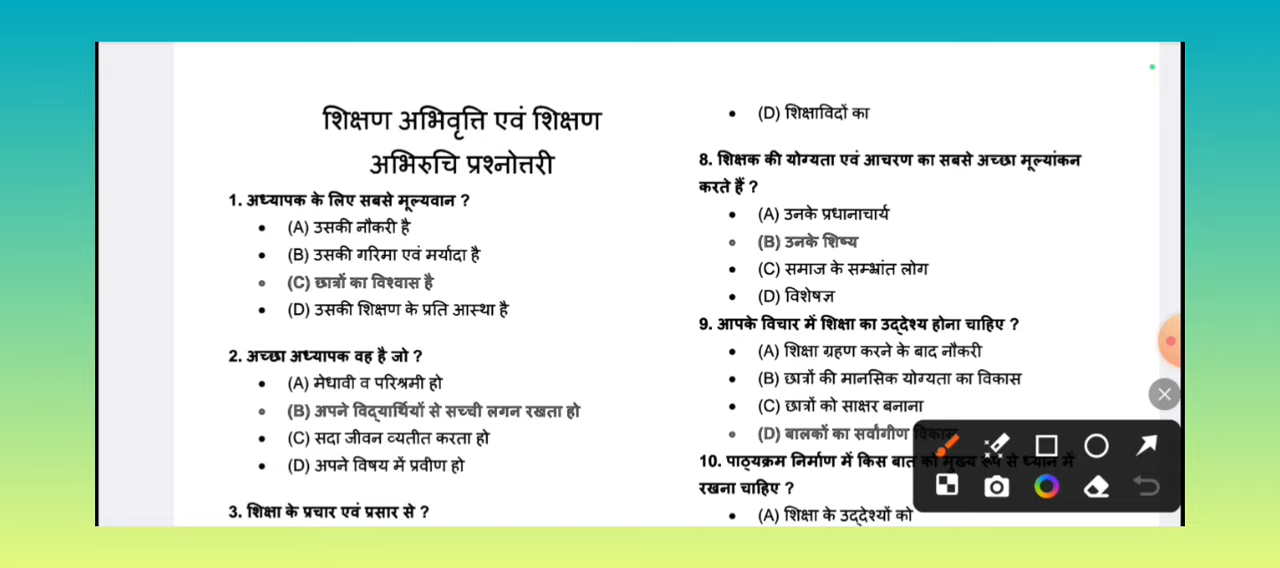 शिक्षण अभिवृत्ति एवं शिक्षण
अभिरुचि प्रश्नोत्तरी
1. अध्यापक के लिए सबसे मूल्यवान ?
• (A) उसकी नौकरी है
• (B) उसकी गरिमा एवं मर्यादा है
• (C) छात्रों का विश्वास है
• (D) उसकी शिक्षण के प्रति आस्था है
2. अच्छा अध्यापक वह है जो ?
• (A) मेधावी व परिश्रमी हो
• (B) अपने विद्यार्थियों से सच्ची लगन रखता हो
• (C) सदा जीवन व्यतीत करता हो
• (D) अपने विषय में प्रवीण हो
3. शिक्षा के प्रचार एवं प्रसार से ?
• (D) शिक्षाविदों का
8. शिक्षक की योग्यता एवं आचरण का सबसे अच्छा मूल्यांकन
करते हैं ?
• (A) उनके प्रधानाचार्य
• (B) उनके शिष्य
• (C) समाज के सम्भ्रांत लोग
• (D) विशेषज्ञ
9. आपके विचार में शिक्षा का उद्देश्य होना चाहिए ?
• (A) शिक्षा ग्रहण करने के बाद नौकरी
• (B) छात्रों की मानसिक योग्यता का विकास
• (C) छात्रों को साक्षर बनाना
• (D) बालकों का सर्वांगीण विकास
10. पाठ्यक्रम निर्माण में किस बात को मुख्य रूप से ध्यान में
रखना चाहिए ?
• (A) शिक्षा के उद्देश्यों को